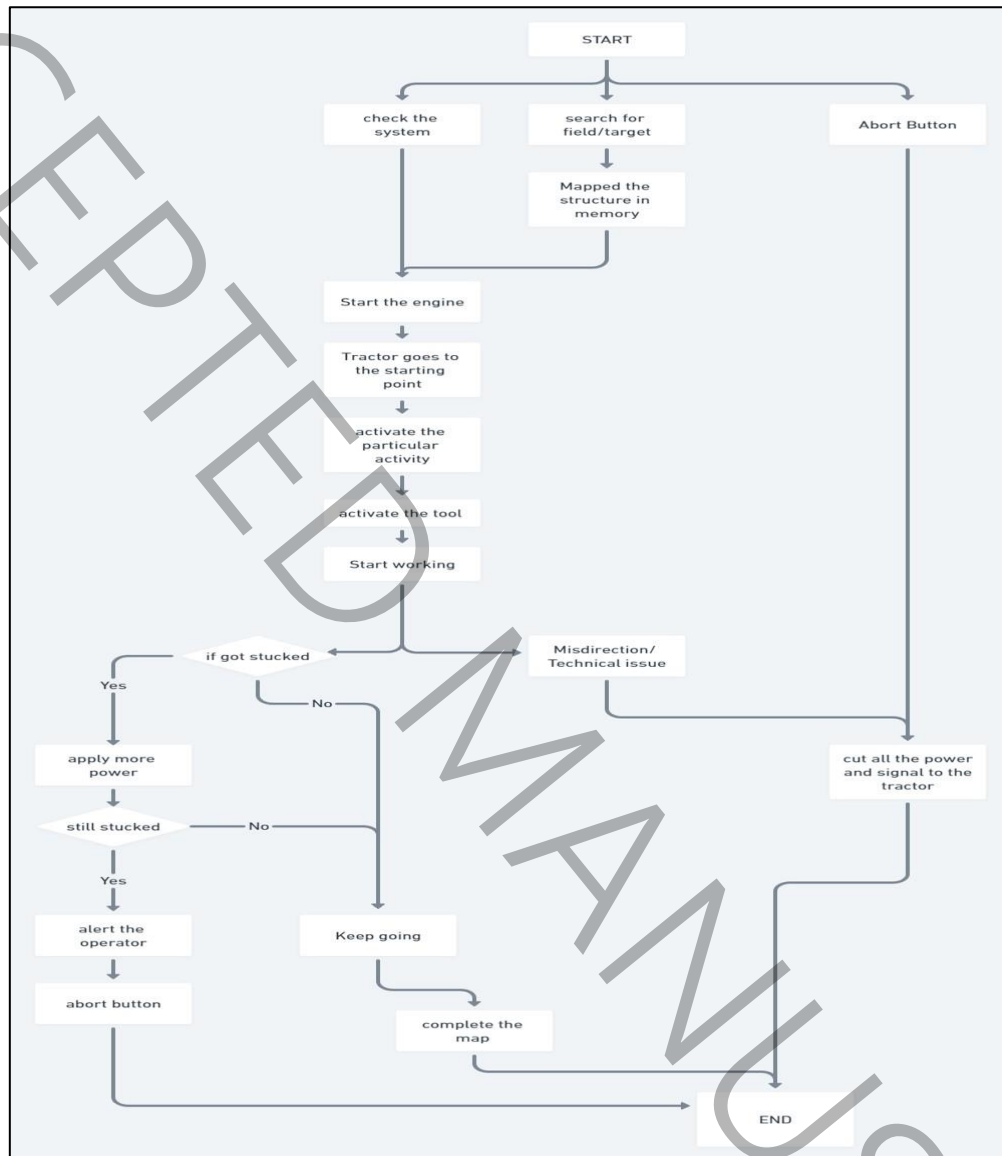 START
check the
system
search for
field/target
Abort Button
Mapped the
structure in
memory
Start the engine
Tractor goes to
the starting
point
activate the
particular
activity
activate the tool
Start working
if got stucked
Misdirection/
Technical issue
Yes
No
apply more
power
cut all the power
and signal to the
tractor
still stucked
No
Yes
alert the
operator
Keep going
abort button
complete the
map
END
CEPTED MANUS